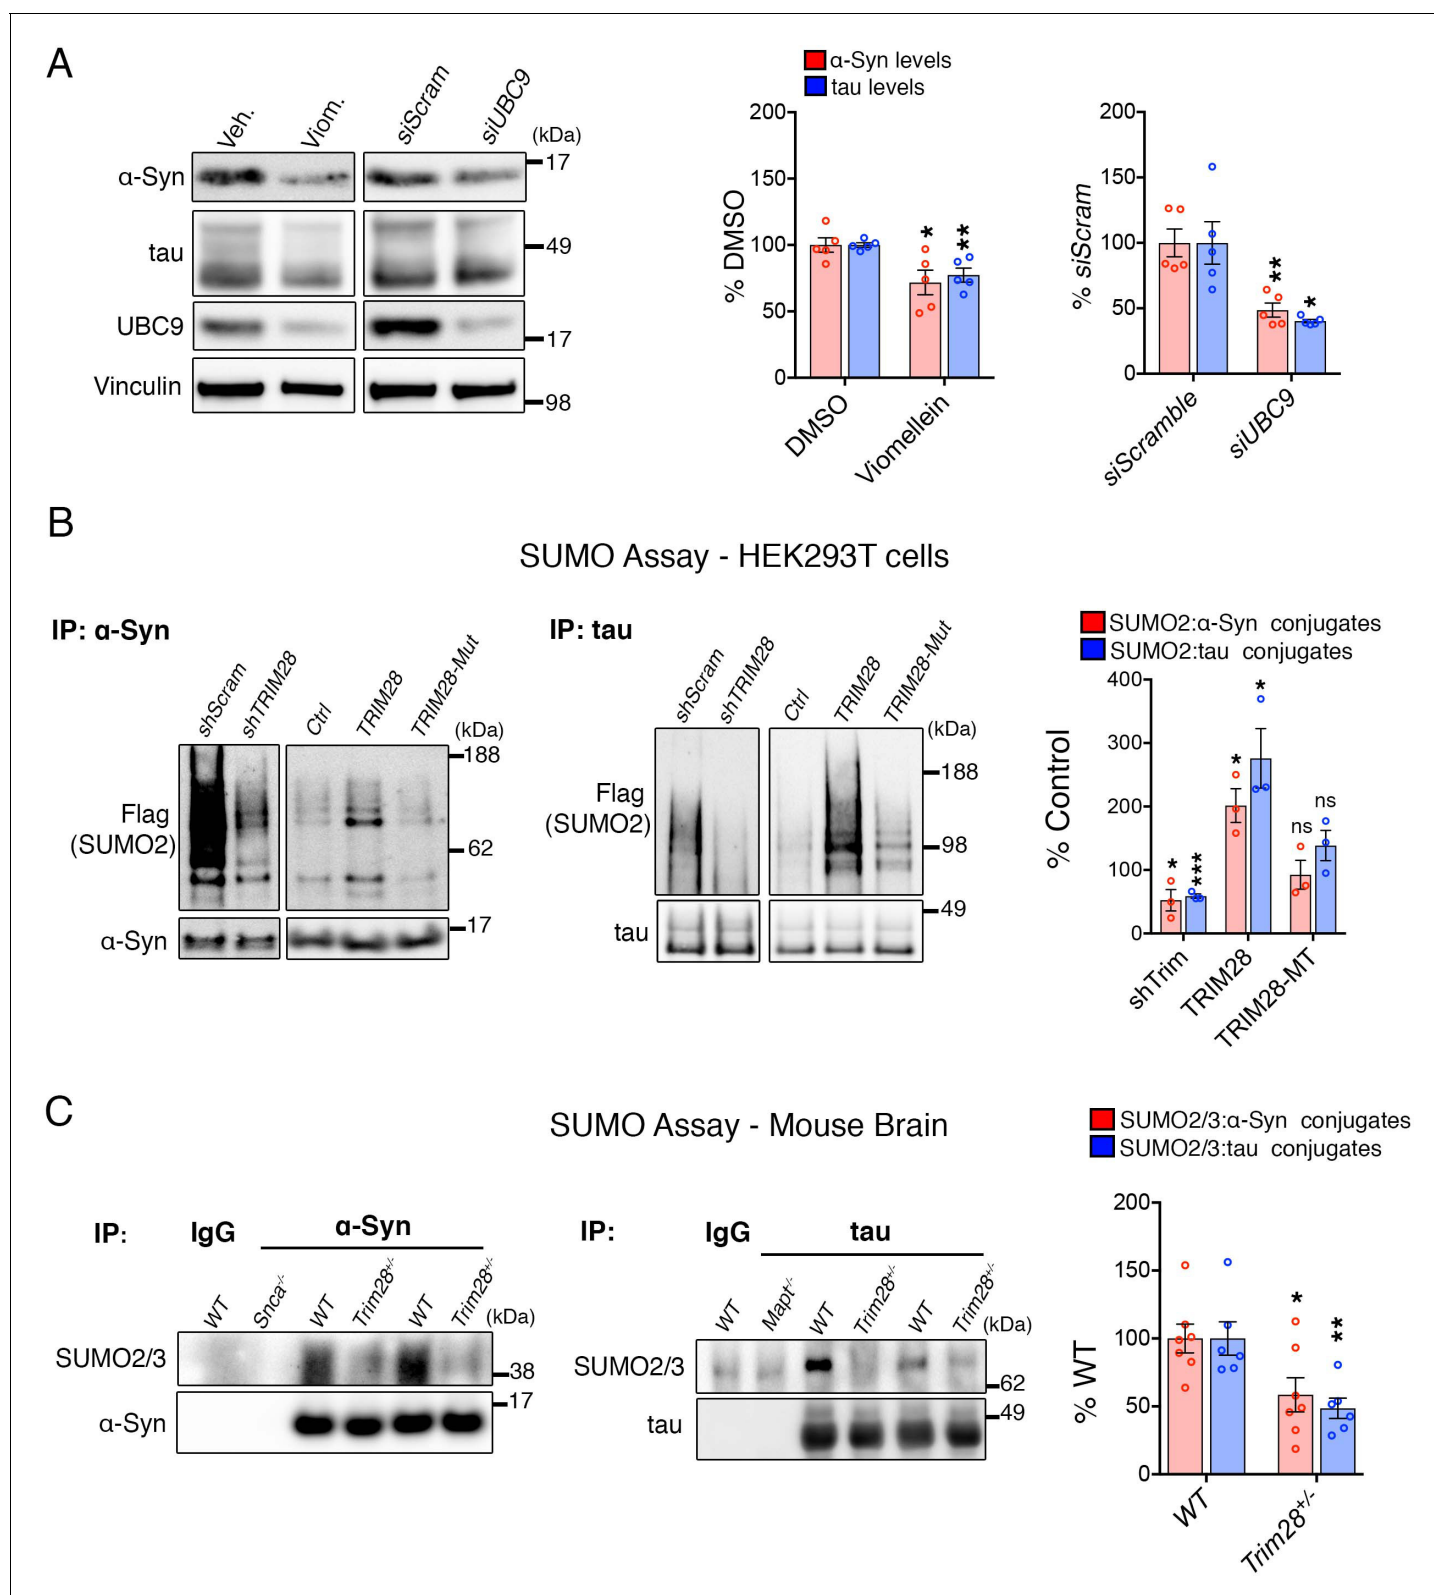 A
Veh.
Viom.
siScram
siUBC9
(kDa)
α-Syn
17
tau
49
UBC9
17
Vinculin
98
α-Syn levels
tau levels
% DMSO
200
150
100
50
0
*
**
DMSO
Viomellein
% siScram
200
150
100
50
0
**
*
siScramble
siUBC9
B
SUMO Assay - HEK293T cells
IP: α-Syn
shScram
shTRIM28
Ctrl
TRIM28
TRIM28-Mut
(kDa)
188
Flag
(SUMO2)
62
α-Syn
17
IP: tau
shScram
shTRIM28
Ctrl
TRIM28
TRIM28-Mut
(kDa)
188
Flag
(SUMO2)
98
49
tau
SUMO2:α-Syn conjugates
SUMO2:tau conjugates
% Control
400
300
200
100
0
*
***
*
*
ns
ns
shTrim
TRIM28
TRIM28-MT
C
SUMO Assay - Mouse Brain
IP:
IgG
α-Syn
WT
Snca-/-
WT
Trim28+/-
WT
Trim28+/-
(kDa)
SUMO2/3
38
17
α-Syn
IP:
IgG
tau
WT
Mapt-/-
WT
Trim28+/-
WT
Trim28+/-
(kDa)
SUMO2/3
62
49
tau
SUMO2/3:α-Syn conjugates
SUMO2/3:tau conjugates
% WT
200
150
100
50
0
*
**
WT
Trim28+/-